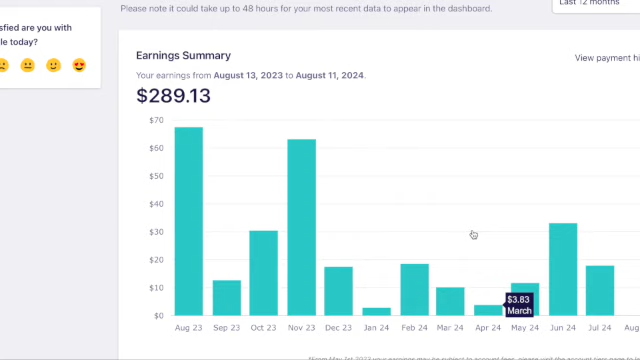 Please note it could take up to 48 hours for your most recent data to appear in the dashboard.
Last 12 months
sfied are you with
le today?
Earnings Summary
View payment hi
Your earnings from August 13, 2023 to August 11, 2024.
$289.13
$70
$60
$50
$40
$30
$20
$10
$0
$3.83
March
Aug 23
Sep 23
Oct 23
Nov 23
Dec 23
Jan 24
Feb 24
Mar 24
Apr 24
May 24
Jun 24
Jul 24
Aug